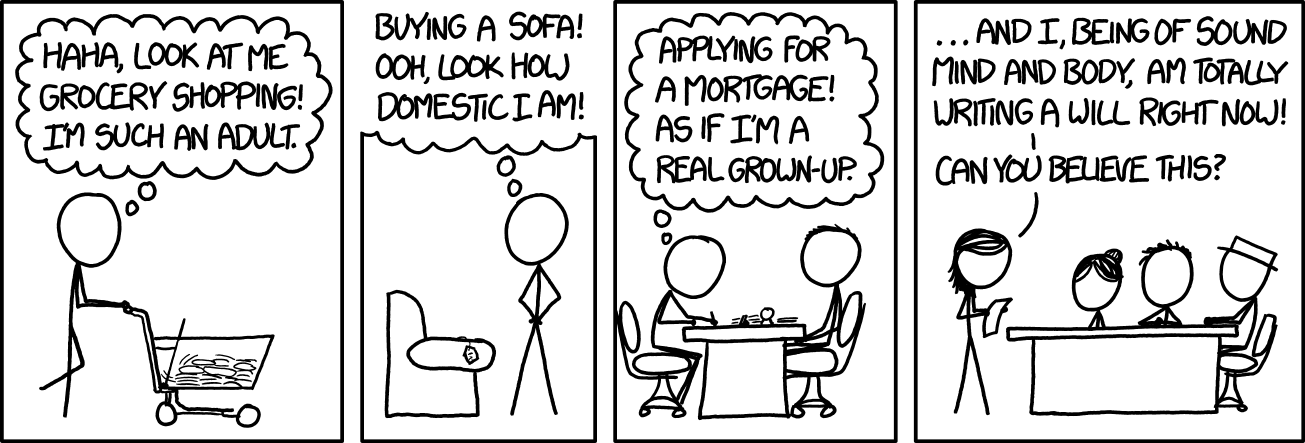 HAHA, LOOK AT ME
GROCERY SHOPPING!
I'M SUCH AN ADULT.
BUYING A SOFA!
OOH, LOOK HOW
DOMESTIC I AM!
APPLYING FOR
A MORTGAGE!
AS IF I'M A
REAL GROWN-UP.
...AND I, BEING OF SOUND
MIND AND BODY, AM TOTALLY
WRITING A WILL RIGHT NOW!
CAN YOU BELIEVE THIS?